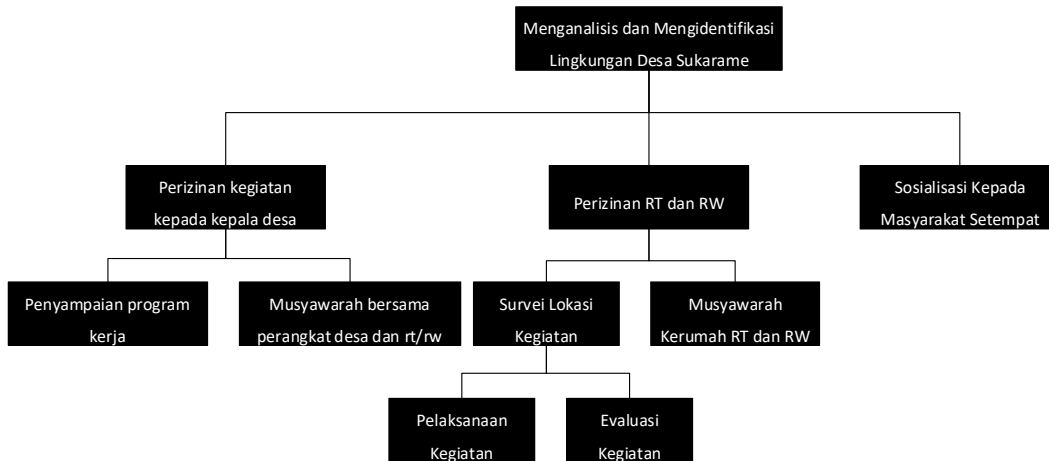 Menganalisis dan Mengidentifikasi
Lingkungan Desa Sukarame
Perizinan kegiatan
kepada kepala desa
Perizinan RT dan RW
Sosialisasi Kepada
Masyarakat Setempat
Penyampaian program
kerja
Musyawarah bersama
perangkat desa dan rt/rw
Survei Lokasi
Kegiatan
Musyawarah
Kerumah RT dan RW
Pelaksanaan
Kegiatan
Evaluasi
Kegiatan